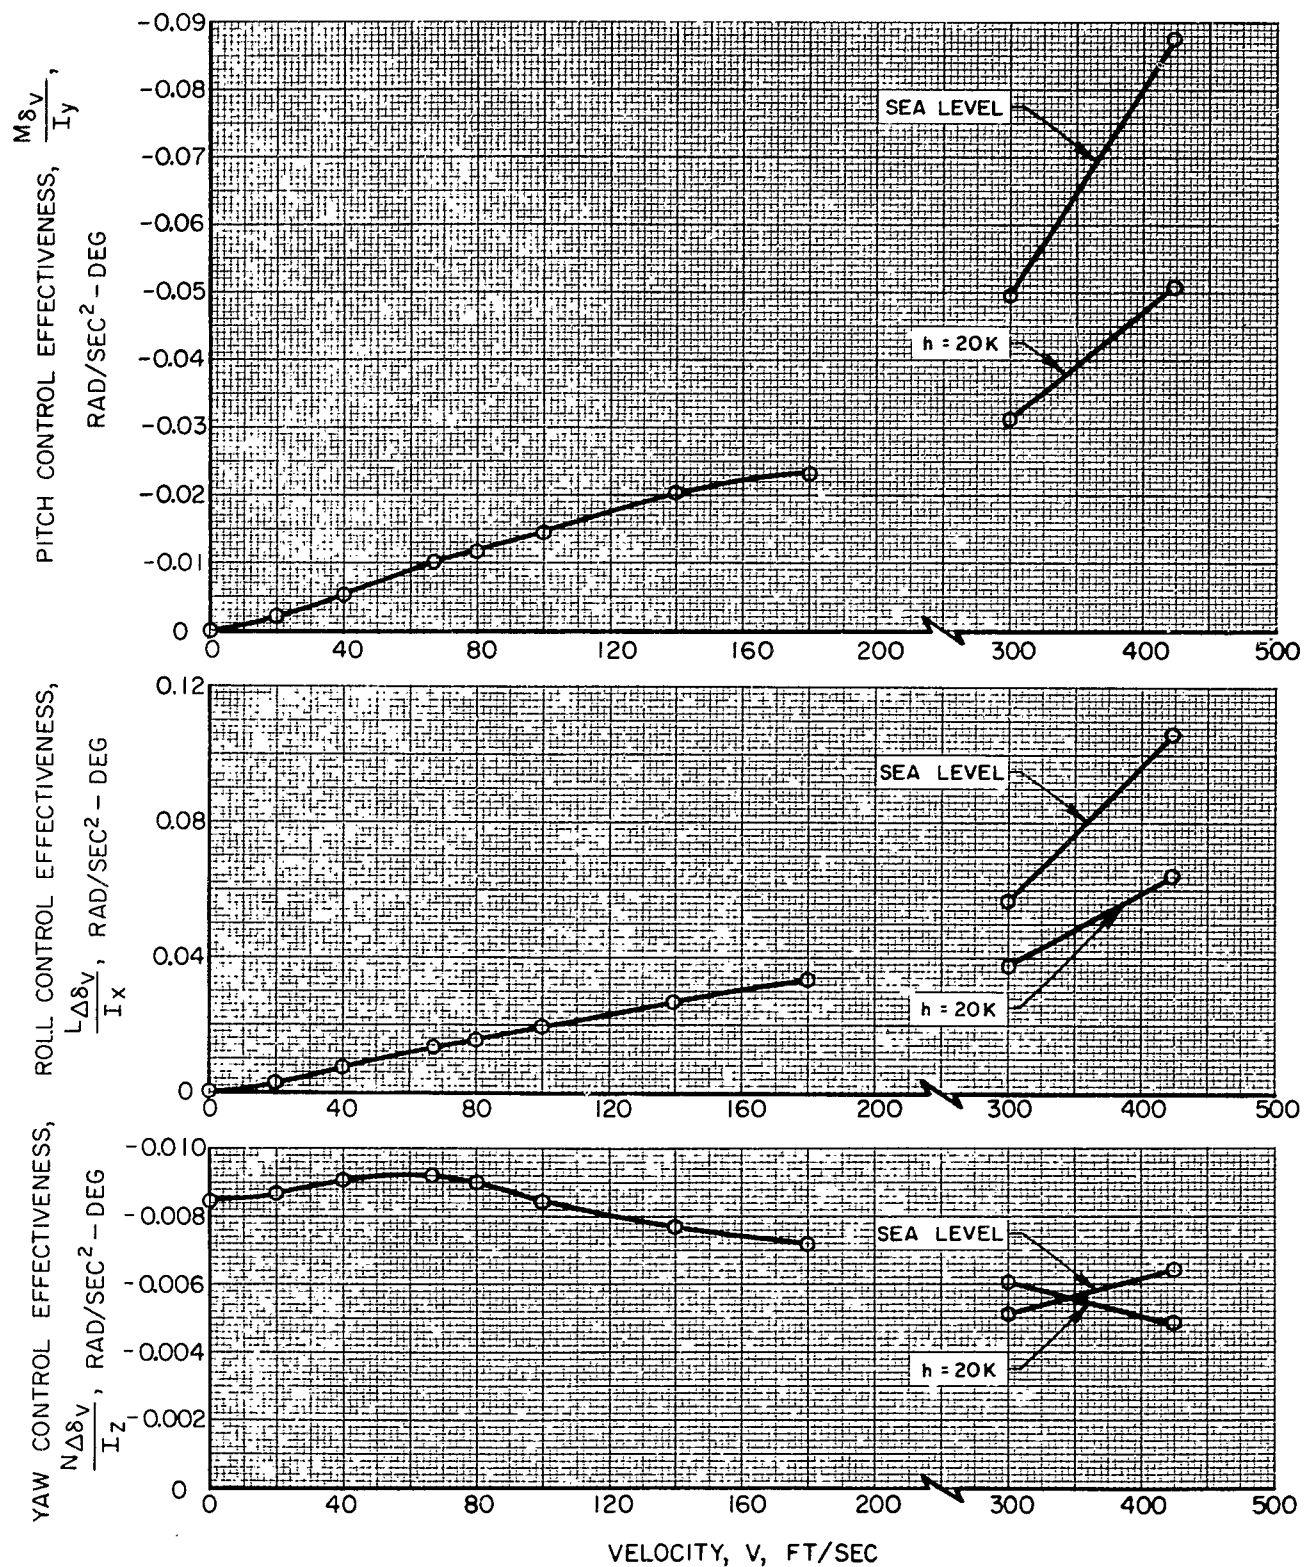 PITCH CONTROL EFFECTIVENESS, MδV/Iy,
RAD/SEC² - DEG
-0.09
-0.08
-0.07
-0.06
-0.05
-0.04
-0.03
-0.02
-0.01
0
SEA LEVEL
h = 20K
0 40 80 120 160 200 300 400 500
ROLL CONTROL EFFECTIVENESS,
LΔδV/Ix, RAD/SEC² - DEG
0.12
0.08
0.04
0
SEA LEVEL
h = 20K
0 40 80 120 160 200 300 400 500
YAW CONTROL EFFECTIVENESS,
NΔδV/Iz, RAD/SEC² - DEG
-0.010
-0.008
-0.006
-0.004
-0.002
0
SEA LEVEL
h = 20K
0 40 80 120 160 200 300 400 500
VELOCITY, V, FT/SEC